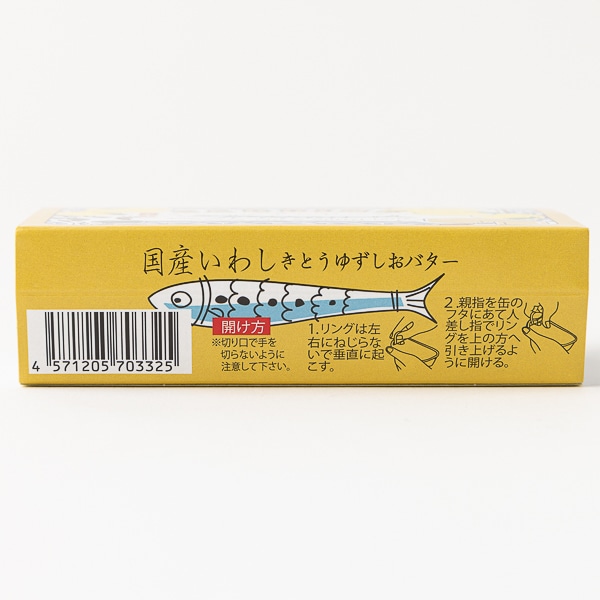 国産いわしきとうゆずしおバター
開け方
※切り口で手を
切らないように
注意して下さい。
1.リングは左
右にねじらな
いで垂直に起
こす。
2.親指を缶の
フタにあて人
差し指でリン
グを上の方へ
引き上げるよ
うに開ける。
4 571205 703325